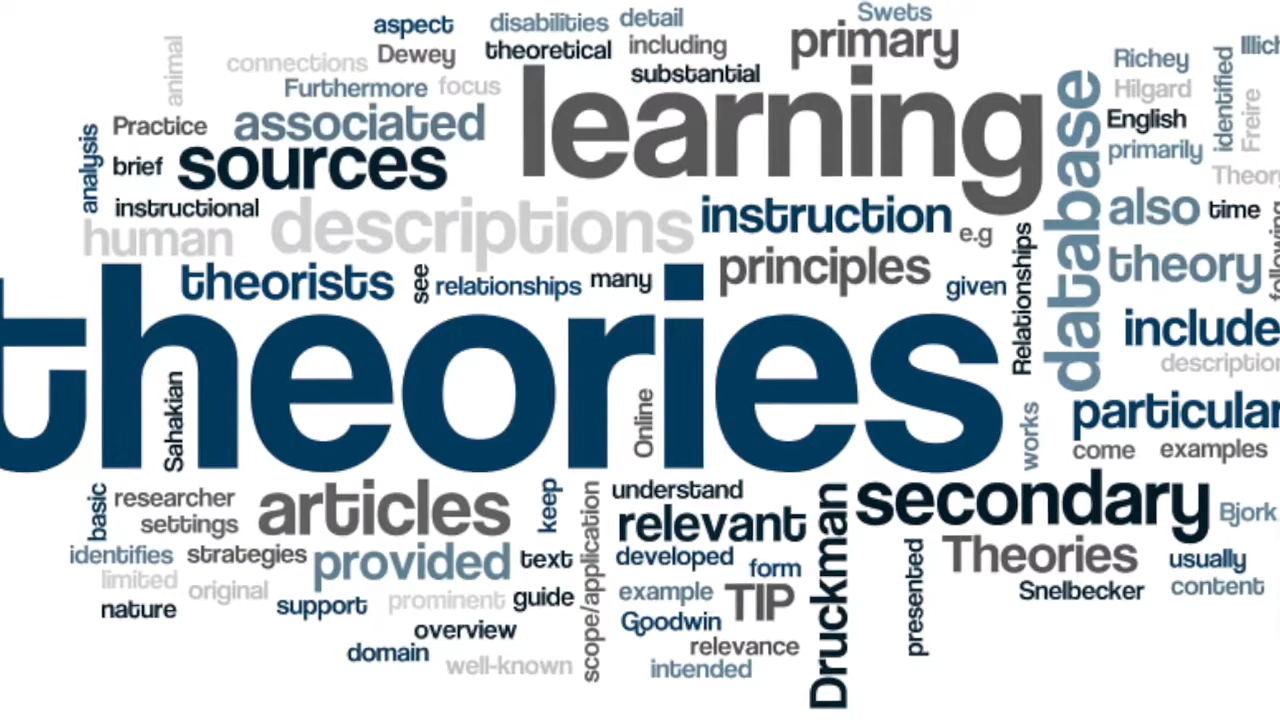 aspect
disabilities
detail
Swets
animal
connections
Dewey
theoretical
including
primary
Richey
identified
Furthermore
focus
substantial
learning
Hilgard
Freire
analysis
Practice
associated
database
English
brief
sources
primarily
instructional
descriptions
instruction
also
time
human
e.g
Relationships
theory
theorists
see
relationships
many
principles
given
include
theories
Sahakian
Online
works
particular
come
examples
basic
researcher
articles
keep
scope/application
understand
Druckman
secondary
settings
relevant
Bjork
identifies
strategies
provided
text
developed
presented
Theories
usually
limited
original
form
Snelbecker
content
nature
support
prominent
guide
example
TIP
overview
Goodwin
domain
well-known
relevance
intended